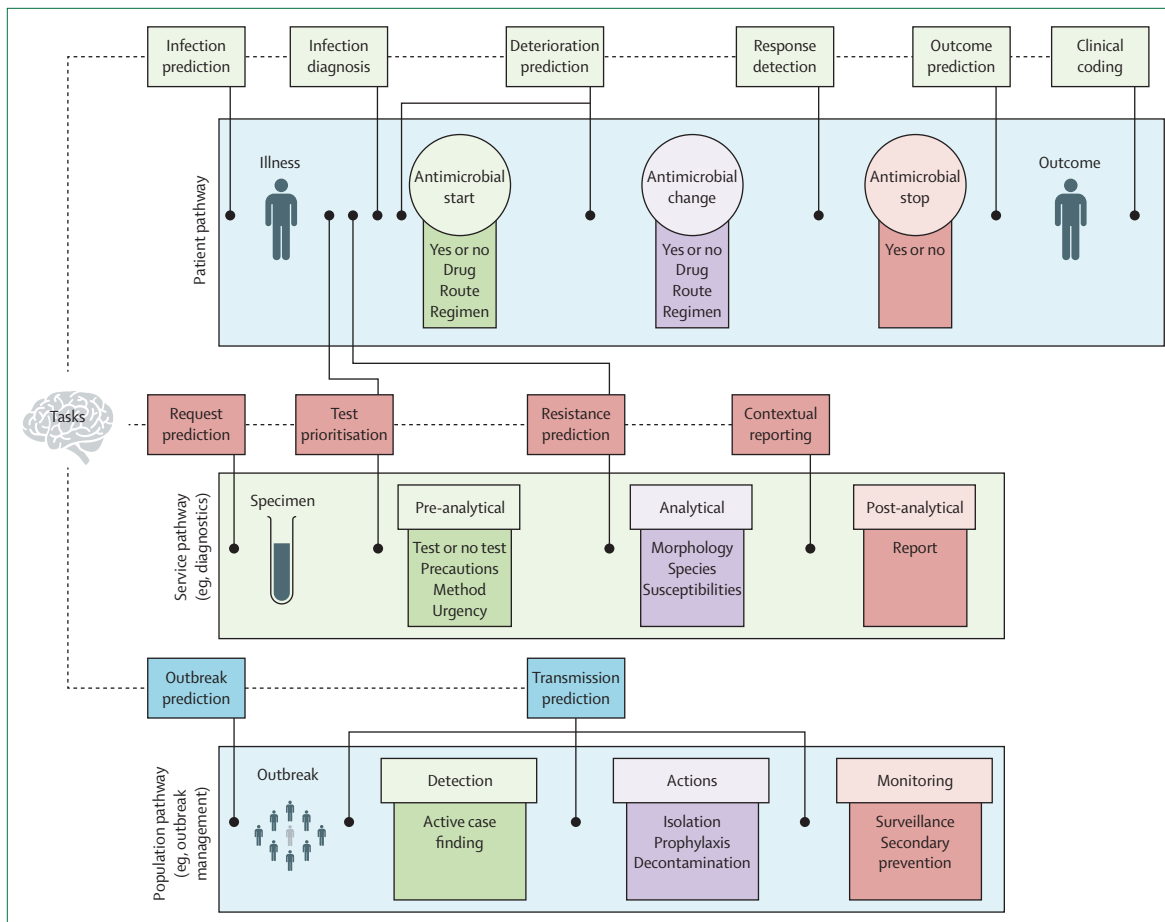 Infection
prediction
Infection
diagnosis
Deterioration
prediction
Response
detection
Outcome
prediction
Clinical
coding
Patient pathway
Illness
Antimicrobial
start
Yes or no
Drug
Route
Regimen
Antimicrobial
change
Yes or no
Drug
Route
Regimen
Antimicrobial
stop
Yes or no
Outcome
Tasks
Request
prediction
Test
prioritisation
Resistance
prediction
Contextual
reporting
Service pathway
(eg, diagnostics)
Specimen
Pre-analytical
Test or no test
Precautions
Method
Urgency
Analytical
Morphology
Species
Susceptibilities
Post-analytical
Report
Outbreak
prediction
Transmission
prediction
Population pathway
(eg, outbreak
management)
Outbreak
Detection
Active case
finding
Actions
Isolation
Prophylaxis
Decontamination
Monitoring
Surveillance
Secondary
prevention